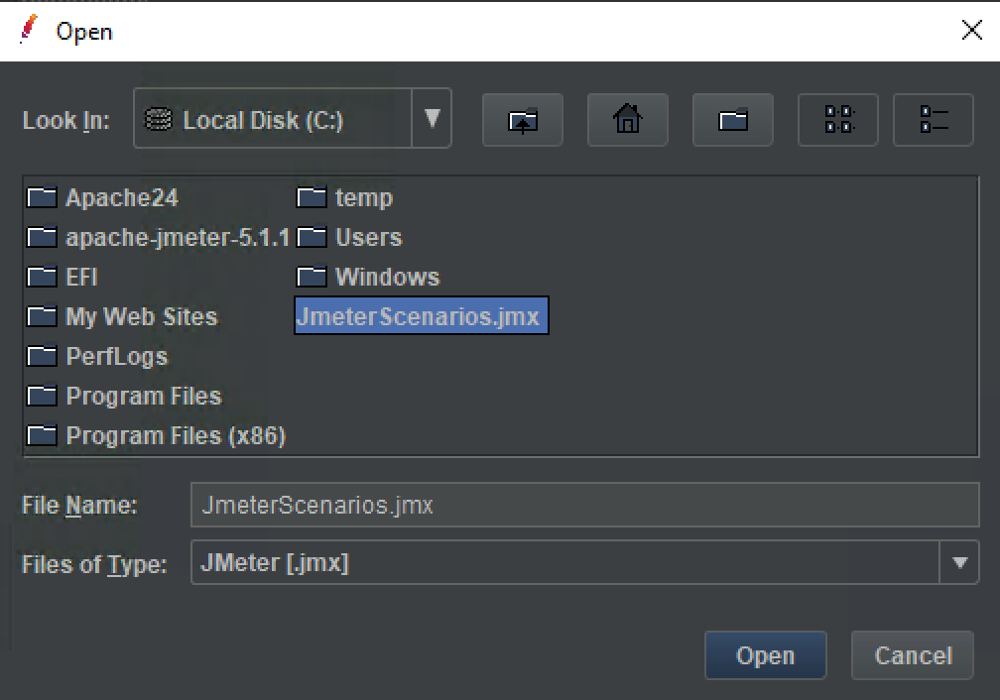 Open
Look In: Local Disk (C:)
Apache24
apache-jmeter-5.1.1
EFI
My Web Sites
PerfLogs
Program Files
Program Files (x86)
temp
Users
Windows
JmeterScenarios.jmx
File Name: JmeterScenarios.jmx
Files of Type: JMeter [.jmx]
Open Cancel